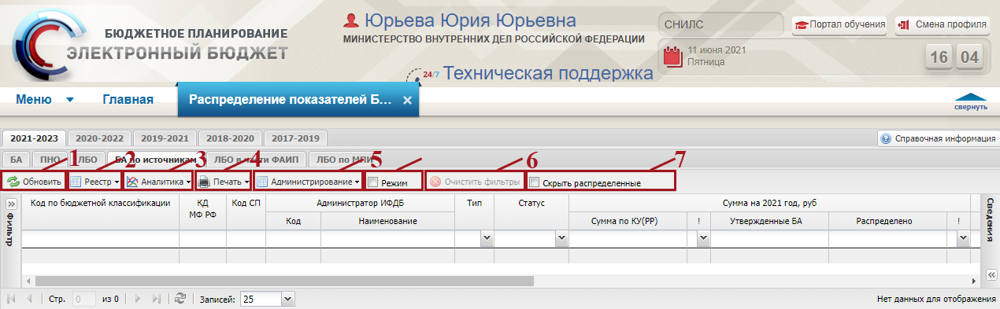 Юрьева Юрия Юрьевна
МИНИСТЕРСТВО ВНУТРЕННИХ ДЕЛ РОССИЙСКОЙ ФЕДЕРАЦИИ
БЮДЖЕТНОЕ ПЛАНИРОВАНИЕ
ЭЛЕКТРОННЫЙ БЮДЖЕТ
24/7 Техническая поддержка
СНИЛС
Портал обучения
Смена профиля
11 июня 2021
Пятница
16 04
Меню Главная Распределение показателей Б... ×
свернуть
2021-2023 2020-2022 2019-2021 2018-2020 2017-2019
Справочная информация
БА ПНО ЛБО БА по источникам ЛБО в части ФАИП ЛБО по МПИ
1 2 3 4 5 6 7
Обновить Реестр Аналитика Печать Администрирование Режим Очистить фильтры Скрыть распределенные
Фильтр
Код по бюджетной классификации КД Код СП Администратор ИФДБ Тип Статус Сумма на 2021 год, руб
МФ РФ
Код Наименование Сумма по КУ(РР) ! Утвержденные БА Распределено !
Сведения
Стр. 0 из 0 Записей: 25 Нет данных для отображения